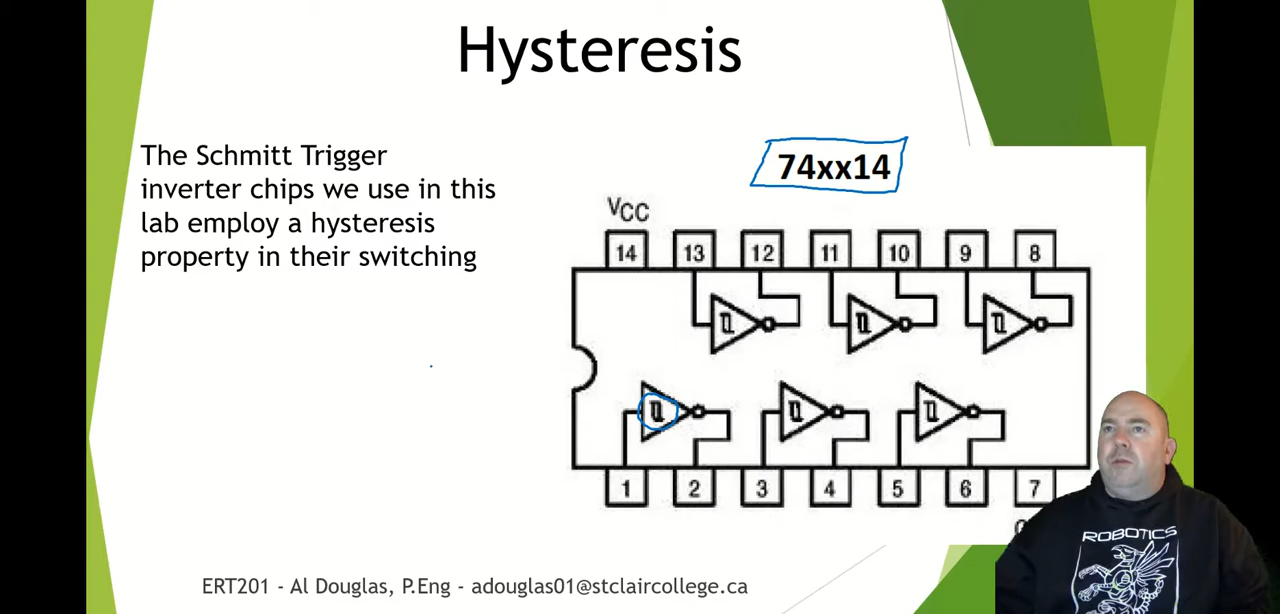 Hysteresis
The Schmitt Trigger
inverter chips we use in this
lab employ a hysteresis
property in their switching
74xx14
VCC
14 13 12 11 10 9 8
1 2 3 4 5 6 7
ROBOTICS
ERT201 - Al Douglas, P.Eng - adouglas01@stclaircollege.ca